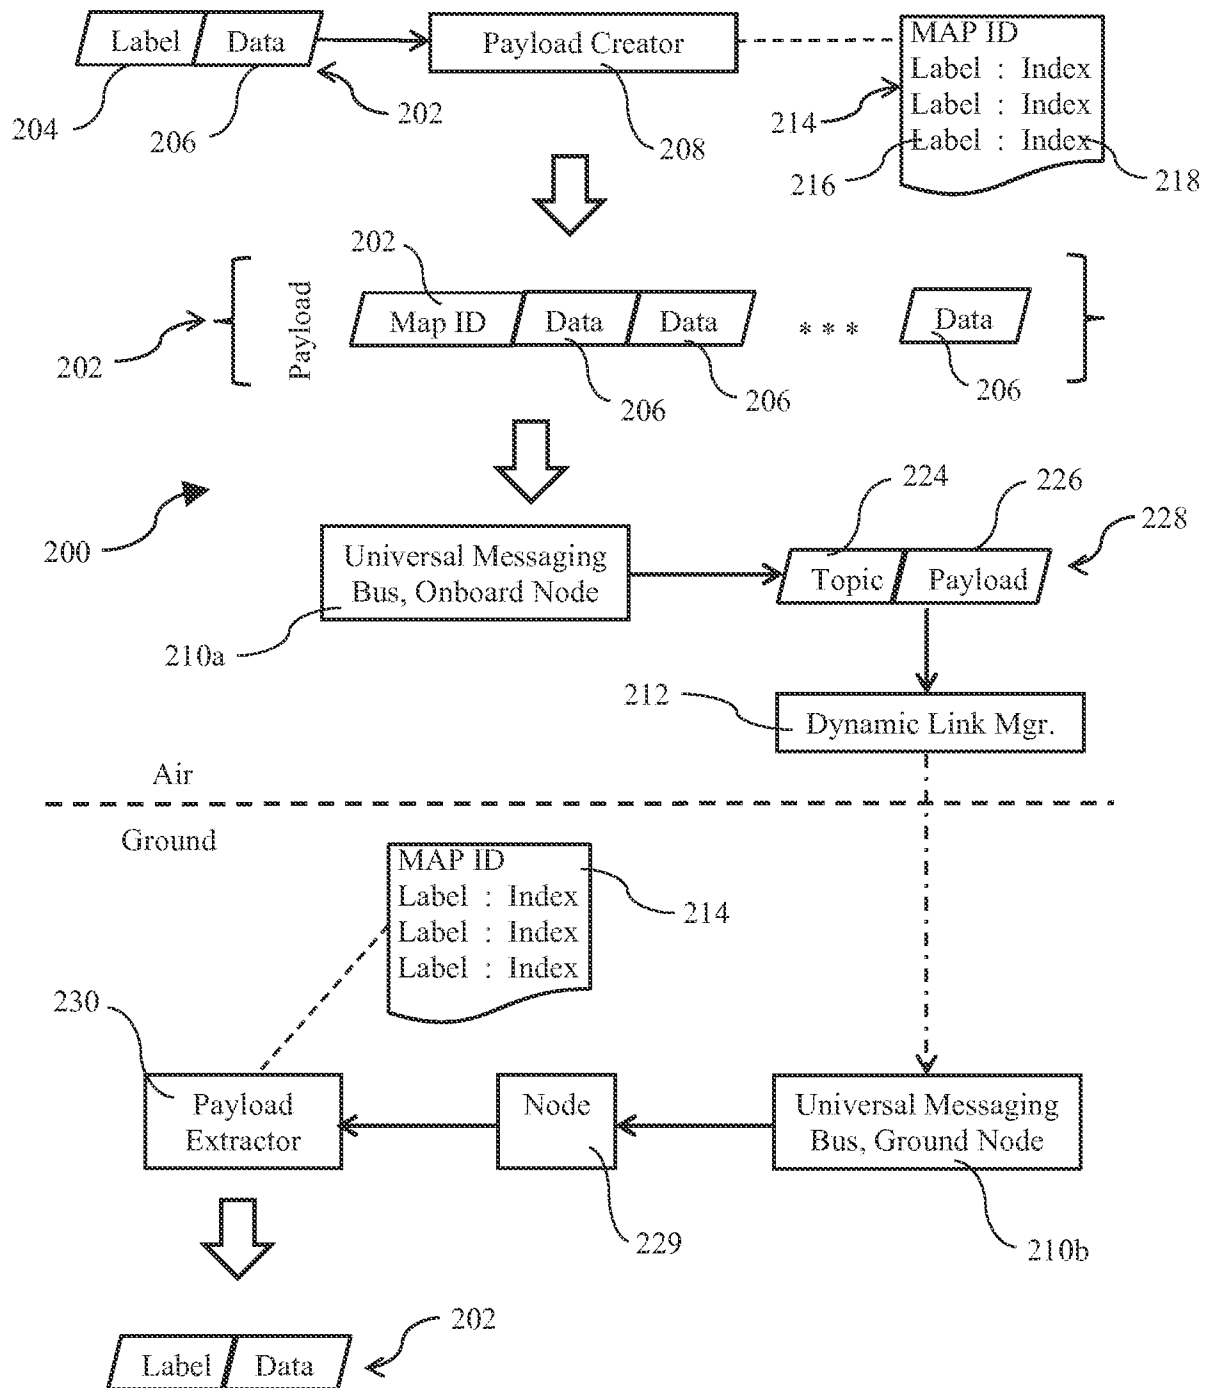 Label Data
Payload Creator
MAP ID
Label : Index
Label : Index
Label : Index
204
206
202
208
214
216
218
202
202
Payload
Map ID Data Data * * * Data
206
206
206
200
224
226
228
Universal Messaging
Bus, Onboard Node
Topic Payload
210a
212
Dynamic Link Mgr.
Air
Ground
MAP ID
Label : Index
Label : Index
Label : Index
214
230
Payload
Extractor
Node
Universal Messaging
Bus, Ground Node
229
210b
Label Data
202